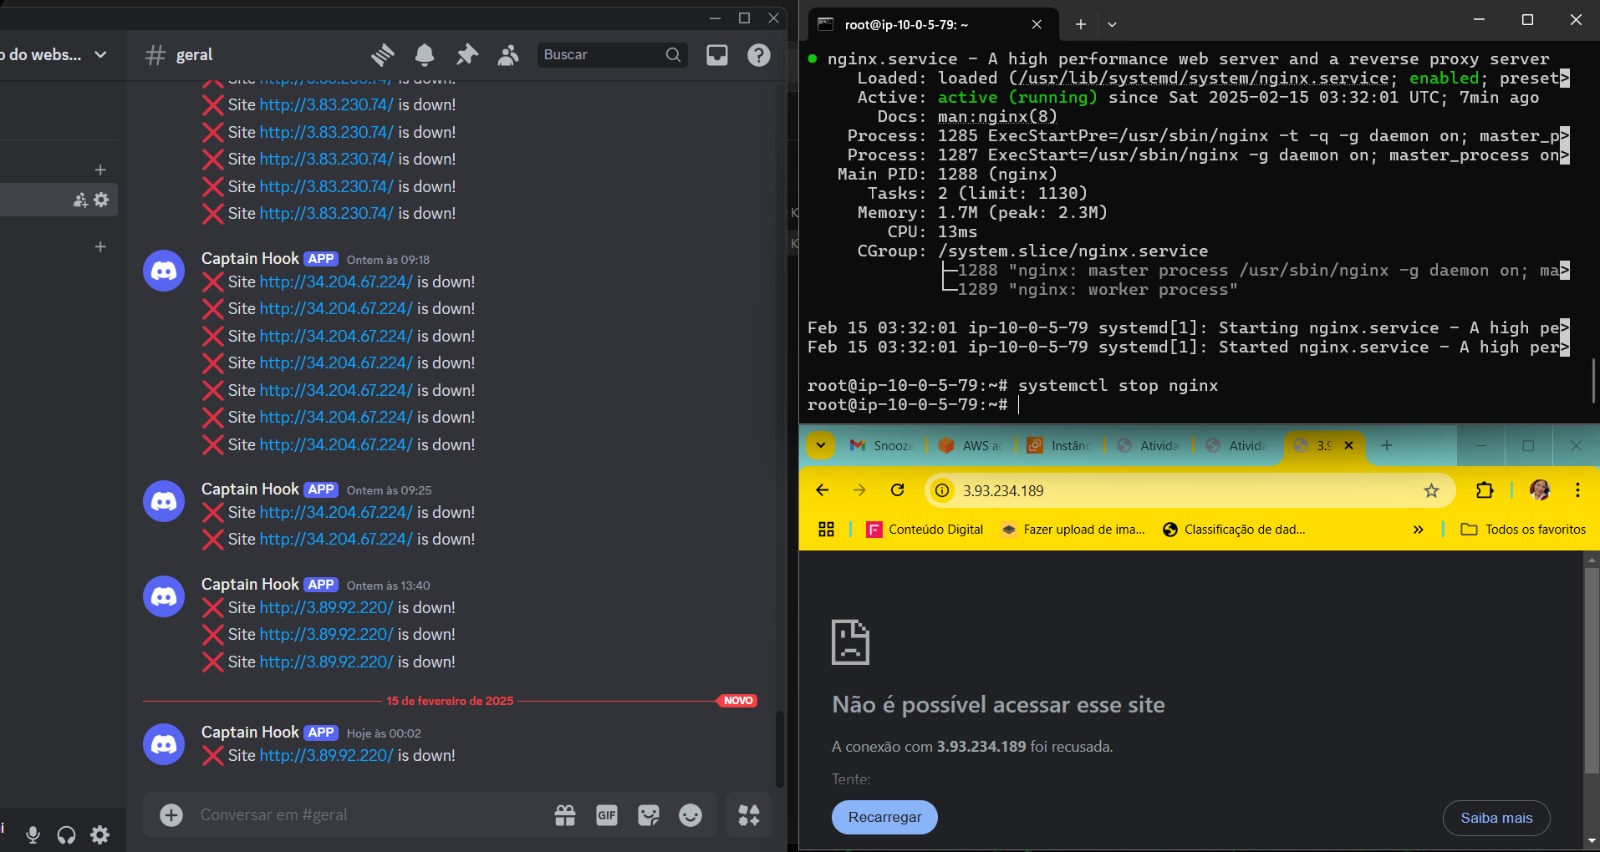 o do webs...
geral
Buscar
Site http://3.83.230.74/ is down!
Site http://3.83.230.74/ is down!
Site http://3.83.230.74/ is down!
Site http://3.83.230.74/ is down!
Site http://3.83.230.74/ is down!
Site http://3.83.230.74/ is down!
Captain Hook APP Ontem às 09:18
Site http://34.204.67.224/ is down!
Site http://34.204.67.224/ is down!
Site http://34.204.67.224/ is down!
Site http://34.204.67.224/ is down!
Site http://34.204.67.224/ is down!
Site http://34.204.67.224/ is down!
Site http://34.204.67.224/ is down!
Captain Hook APP Ontem às 09:25
Site http://34.204.67.224/ is down!
Site http://34.204.67.224/ is down!
Captain Hook APP Ontem às 13:40
Site http://3.89.92.220/ is down!
Site http://3.89.92.220/ is down!
Site http://3.89.92.220/ is down!
15 de fevereiro de 2025 NOVO
Captain Hook APP Hoje às 00:02
Site http://3.89.92.220/ is down!
Conversar em #geral
GIF
root@ip-10-0-5-79: ~
nginx.service - A high performance web server and a reverse proxy server
Loaded: loaded (/usr/lib/systemd/system/nginx.service; enabled; preset>
Active: active (running) since Sat 2025-02-15 03:32:01 UTC; 7min ago
Docs: man:nginx(8)
Process: 1285 ExecStartPre=/usr/sbin/nginx -t -q -g daemon on; master_p>
Process: 1287 ExecStart=/usr/sbin/nginx -g daemon on; master_process on>
Main PID: 1288 (nginx)
Tasks: 2 (limit: 1130)
Memory: 1.7M (peak: 2.3M)
CPU: 13ms
CGroup: /system.slice/nginx.service
├─1288 "nginx: master process /usr/sbin/nginx -g daemon on; ma>
└─1289 "nginx: worker process"
Feb 15 03:32:01 ip-10-0-5-79 systemd[1]: Starting nginx.service - A high pe>
Feb 15 03:32:01 ip-10-0-5-79 systemd[1]: Started nginx.service - A high per>
root@ip-10-0-5-79:~# systemctl stop nginx
root@ip-10-0-5-79:~#
Snooze AWS ac Instânc Ativida Ativida 3.9
3.93.234.189
Conteúdo Digital Fazer upload de ima... Classificação de dad... » Todos os favoritos
Não é possível acessar esse site
A conexão com 3.93.234.189 foi recusada.
Tente:
Recarregar Saiba mais